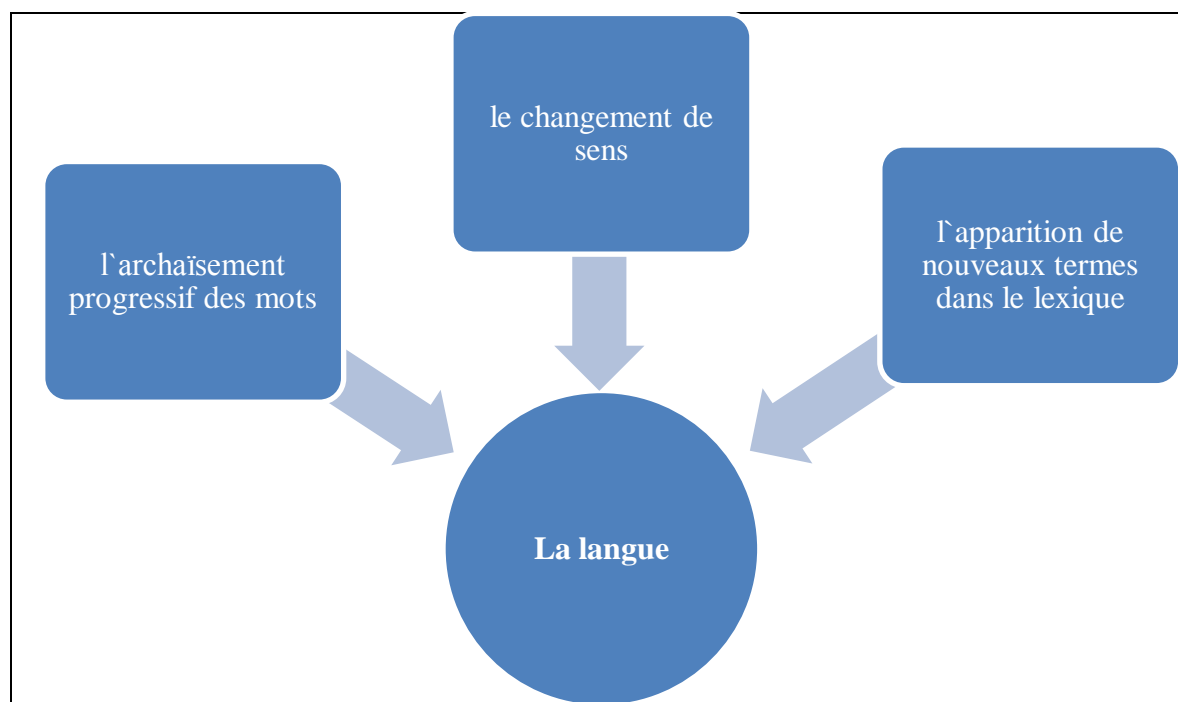 le changement de
sens
l`archaïsement
progressif des mots
l`apparition de
nouveaux termes
dans le lexique
La langue